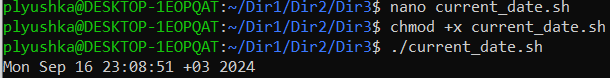 plyushka@DESKTOP-1EOPQAT:~/Dir1/Dir2/Dir3$ nano current_date.sh
plyushka@DESKTOP-1EOPQAT:~/Dir1/Dir2/Dir3$ chmod +x current_date.sh
plyushka@DESKTOP-1EOPQAT:~/Dir1/Dir2/Dir3$ ./current_date.sh
Mon Sep 16 23:08:51 +03 2024